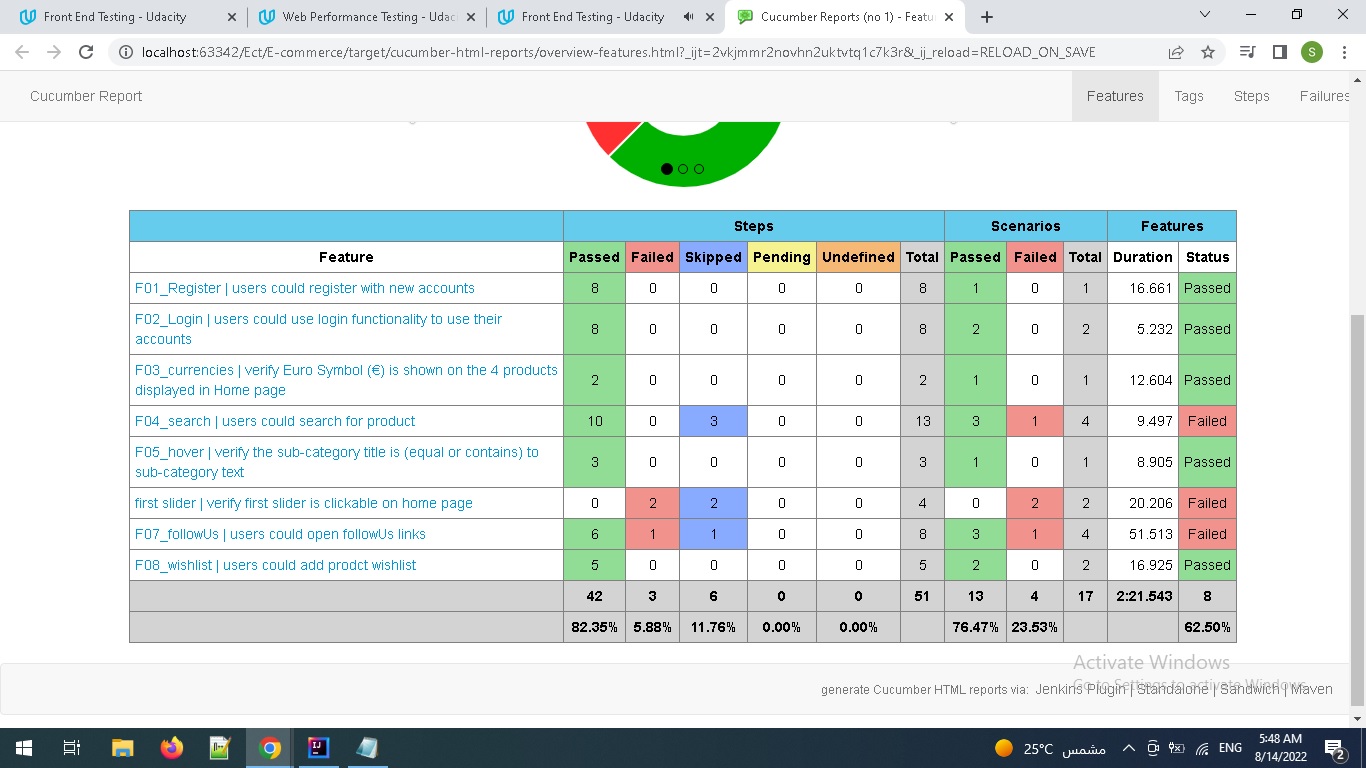 Front End Testing - Udacity
Web Performance Testing - Udac
Front End Testing - Udacity
Cucumber Reports (no 1) - Featu
localhost:63342/Ect/E-commerce/target/cucumber-html-reports/overview-features.html?_ijt=2vkjmmr2novhn2uktvtq1c7k3r&_ij_reload=RELOAD_ON_SAVE
S
Cucumber Report Features Tags Steps Failures
Steps Scenarios Features
Feature Passed Failed Skipped Pending Undefined Total Passed Failed Total Duration Status
F01_Register | users could register with new accounts 8 0 0 0 0 8 1 0 1 16.661 Passed
F02_Login | users could use login functionality to use their
accounts 8 0 0 0 0 8 2 0 2 5.232 Passed
F03_currencies | verify Euro Symbol (€) is shown on the 4 products
displayed in Home page 2 0 0 0 0 2 1 0 1 12.604 Passed
F04_search | users could search for product 10 0 3 0 0 13 3 1 4 9.497 Failed
F05_hover | verify the sub-category title is (equal or contains) to
sub-category text 3 0 0 0 0 3 1 0 1 8.905 Passed
first slider | verify first slider is clickable on home page 0 2 2 0 0 4 0 2 2 20.206 Failed
F07_followUs | users could open followUs links 6 1 1 0 0 8 3 1 4 51.513 Failed
F08_wishlist | users could add prodct wishlist 5 0 0 0 0 5 2 0 2 16.925 Passed
42 3 6 0 0 51 13 4 17 2:21.543 8
82.35% 5.88% 11.76% 0.00% 0.00% 76.47% 23.53% 62.50%
Activate Windows
Go to Settings to activate Windows.
generate Cucumber HTML reports via: Jenkins Plugin | Standalone | Sandwich | Maven
25°C مشمس ENG 5:48 AM
8/14/2022
2